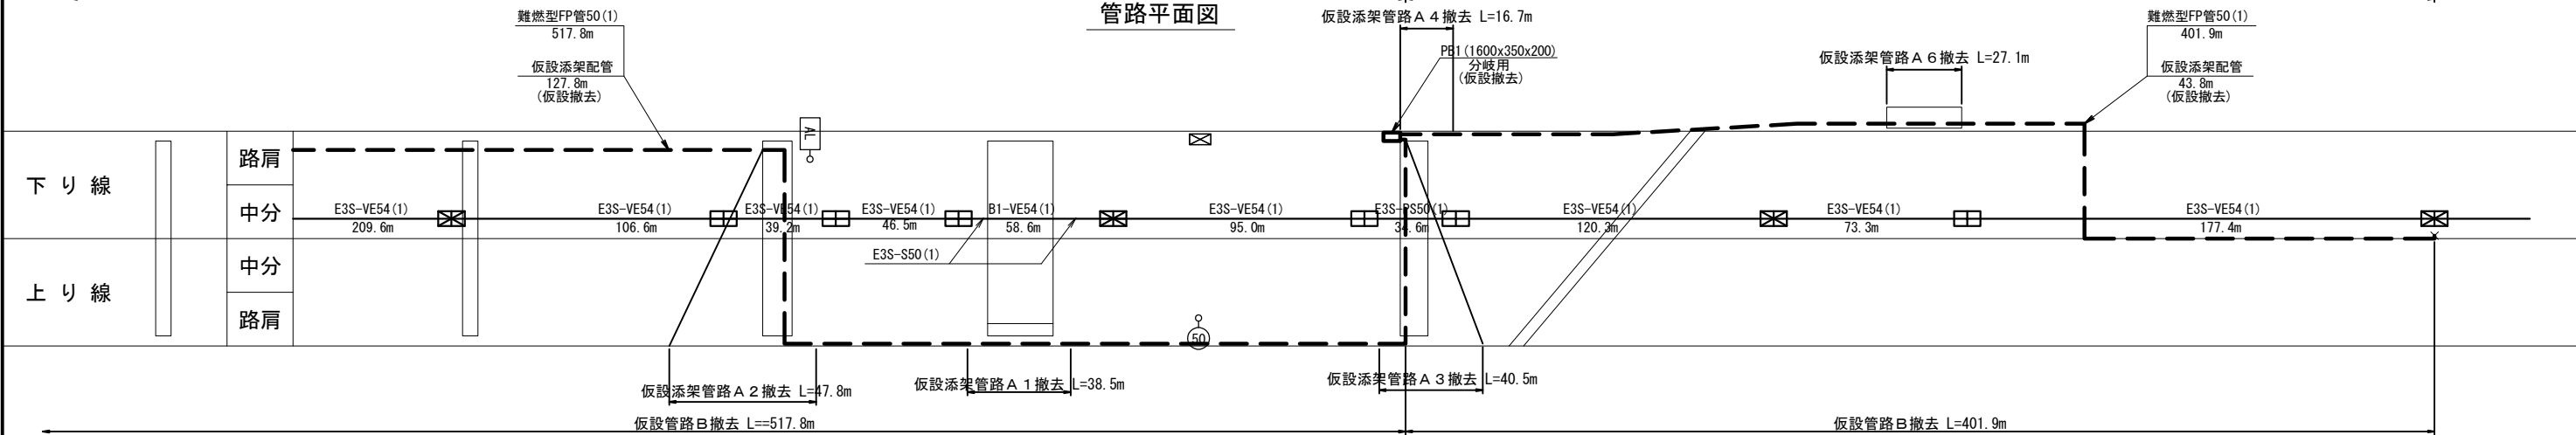 管路平面図
難燃型FP管50(1)
517.8m
仮設添架配管
127.8m
(仮設撤去)
仮設添架管路A4撤去 L=16.7m
PB1(1600x350x200)
分岐用
(仮設撤去)
仮設添架管路A6撤去 L=27.1m
難燃型FP管50(1)
401.9m
仮設添架配管
43.8m
(仮設撤去)
AL
下り線
路肩
中分
上り線
中分
路肩
E3S-VE54(1)
209.6m
E3S-VE54(1)
106.6m
E3S-VE54(1)
39.2m
E3S-VE54(1)
46.5m
B1-VE54(1)
58.6m
E3S-VE54(1)
95.0m
E3S-PS50(1)
34.6m
E3S-VE54(1)
120.3m
E3S-VE54(1)
73.3m
E3S-VE54(1)
177.4m
E3S-S50(1)
50
仮設添架管路A2撤去 L=47.8m
仮設添架管路A1撤去 L=38.5m
仮設添架管路A3撤去 L=40.5m
仮設管路B撤去 L==517.8m
仮設管路B撤去 L=401.9m